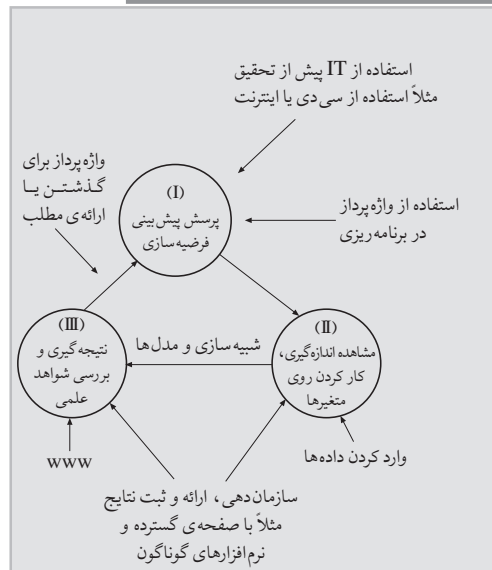 استفاده از IT پیش از تحقیق
مثلاً استفاده از سی‌دی یا اینترنت
واژه‌پرداز برای
گـذشـتـن یـا
ارائه‌ی مطلب
(I)
پرسش پیش‌بینی
فرضیه‌سازی
استفاده از واژه‌پرداز
در برنامه‌ریزی
(II)
مشاهده اندازه‌گیری،
کار کردن روی
متغیرها
شبیه‌سازی و مدل‌ها
(III)
نتیجه‌گیری و
بررسی شواهد
علمی
www
وارد کردن داده‌ها
سازمان‌دهی، ارائه و ثبت نتایج
مثلاً با صفحه‌ی گسترده و
نرم‌افزارهای گوناگون